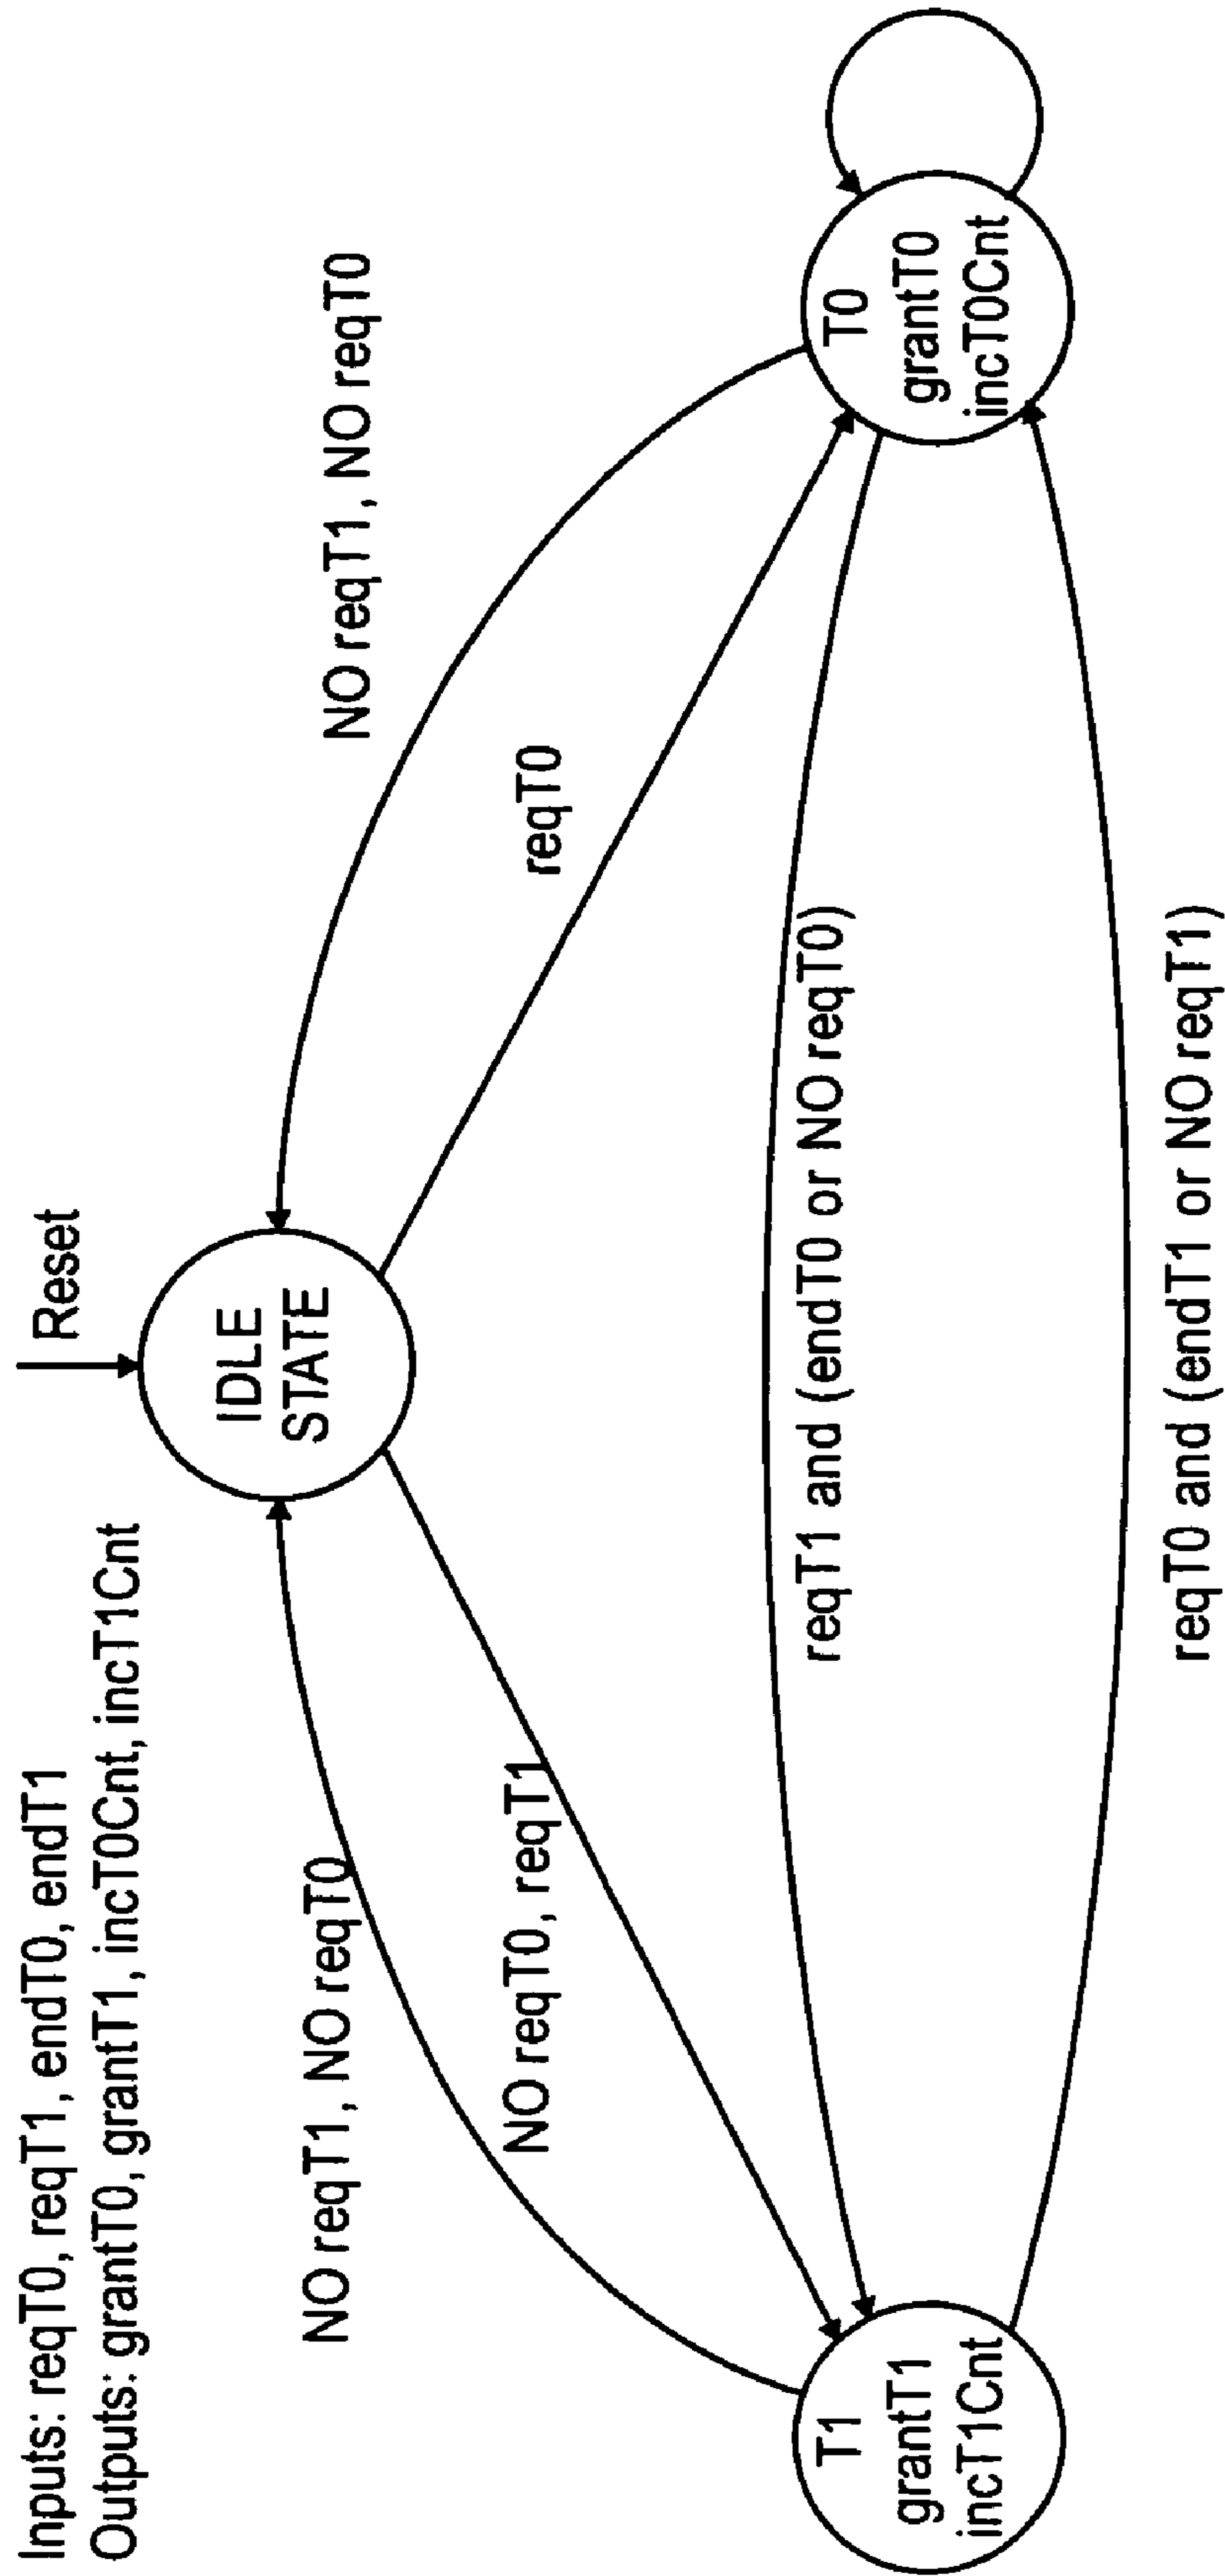 Inputs: reqT0, reqT1, endT0, endT1
Outputs: grantT0, grantT1, incT0Cnt, incT1Cnt
Reset
IDLE
STATE
NO reqT1, NO reqT0
NO reqT1, NO reqT0
NO reqT0, reqT1
reqT0
T1
grantT1
incT1Cnt
T0
grantT0
incT0Cnt
reqT1 and (endT0 or NO reqT0)
reqT0 and (endT1 or NO reqT1)